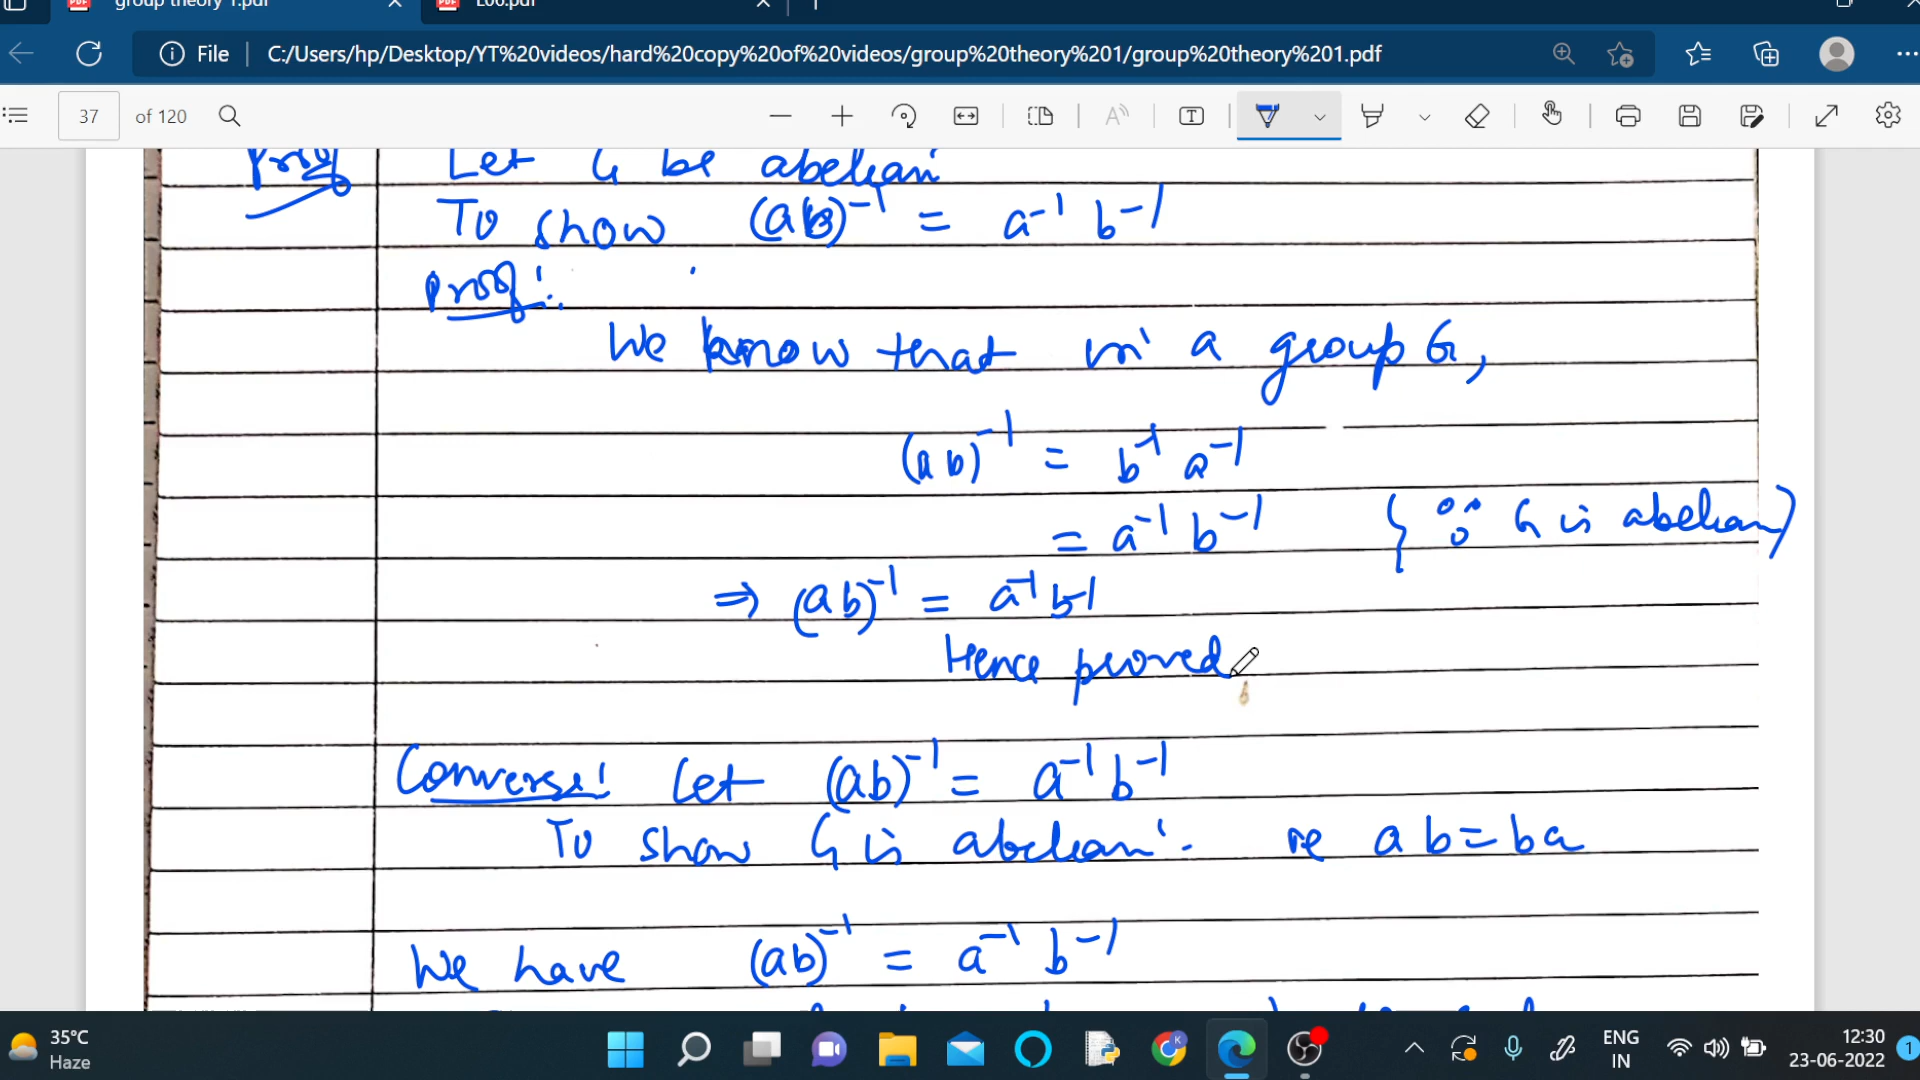 group theory 1.pdf
L06.pdf
File
C:/Users/hp/Desktop/YT%20videos/hard%20copy%20of%20videos/group%20theory%201/group%20theory%201.pdf
37 of 120
Proof Let G be abelian
To show (ab)⁻¹ = a⁻¹ b⁻¹
Proof:
We know that in a group G,
(ab)⁻¹ = b⁻¹ a⁻¹
= a⁻¹ b⁻¹ {∵ G is abelian}
⇒ (ab)⁻¹ = a⁻¹ b⁻¹
Hence proved
Converse: Let (ab)⁻¹ = a⁻¹ b⁻¹
To show G is abelian. ie ab = ba
We have (ab)⁻¹ = a⁻¹ b⁻¹
35°C
Haze
ENG
IN
12:30
23-06-2022
1